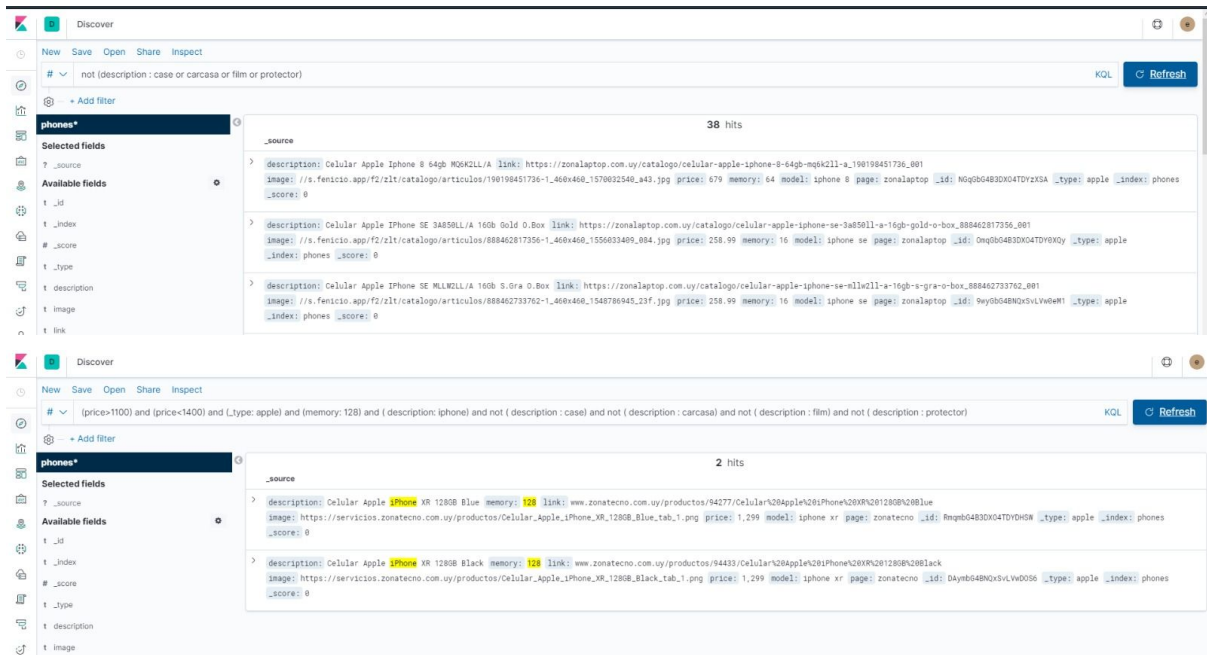 D Discover
e
New Save Open Share Inspect
# not (description : case or carcasa or film or protector) KQL Refresh
+ Add filter
phones*
38 hits
Selected fields
_source
? _source
Available fields
t _id
t _index
# _score
t _type
t description
t image
t link
description: Celular Apple Iphone 8 64gb MQ6K2LL/A link: https://zonalaptop.com.uy/catalogo/celular-apple-iphone-8-64gb-mq6k2ll-a_190198451736_001
image: //s.fenicio.app/f2/zlt/catalogo/articulos/190198451736-1_460x460_1570032540_a43.jpg price: 679 memory: 64 model: iphone 8 page: zonalaptop _id: NGqGbG4B3DXO4TDYzXSA _type: apple _index: phones
_score: 0
description: Celular Apple IPhone SE 3A850LL/A 16Gb Gold O.Box link: https://zonalaptop.com.uy/catalogo/celular-apple-iphone-se-3a850ll-a-16gb-gold-o-box_888462817356_001
image: //s.fenicio.app/f2/zlt/catalogo/articulos/888462817356-1_460x460_1556033409_084.jpg price: 258.99 memory: 16 model: iphone se page: zonalaptop _id: OmqGbG4B3DXO4TDY0XQy _type: apple
_index: phones _score: 0
description: Celular Apple IPhone SE MLLM2LL/A 16Gb S.Gra O.Box link: https://zonalaptop.com.uy/catalogo/celular-apple-iphone-se-mllw2ll-a-16gb-s-gra-o-box_888462733762_001
image: //s.fenicio.app/f2/zlt/catalogo/articulos/888462733762-1_460x460_1548786945_23f.jpg price: 258.99 memory: 16 model: iphone se page: zonalaptop _id: 9wyGbG4BNQxSvLVw0eM1 _type: apple
_index: phones _score: 0
D Discover
e
New Save Open Share Inspect
# (price>1100) and (price<1400) and (_type: apple) and (memory: 128) and ( description: iphone) and not ( description : case) and not ( description : carcasa) and not ( description : film) and not ( description : protector) KQL Refresh
+ Add filter
phones*
2 hits
Selected fields
_source
? _source
Available fields
t _id
t _index
# _score
t _type
t description
t image
description: Celular Apple iPhone XR 128GB Blue memory: 128 link: www.zonatecno.com.uy/productos/94277/Celular%20Apple%20iPhone%20XR%20128GB%20Blue
image: https://servicios.zonatecno.com.uy/productos/Celular_Apple_iPhone_XR_128GB_Blue_tab_1.png price: 1,299 model: iphone xr page: zonatecno _id: RmqmbG4B3DXO4TDYDHSW _type: apple _index: phones
_score: 0
description: Celular Apple iPhone XR 128GB Black memory: 128 link: www.zonatecno.com.uy/productos/94433/Celular%20Apple%20iPhone%20XR%20128GB%20Black
image: https://servicios.zonatecno.com.uy/productos/Celular_Apple_iPhone_XR_128GB_Black_tab_1.png price: 1,299 model: iphone xr page: zonatecno _id: DAymbG4BNQxSvLVwDOS6 _type: apple _index: phones
_score: 0